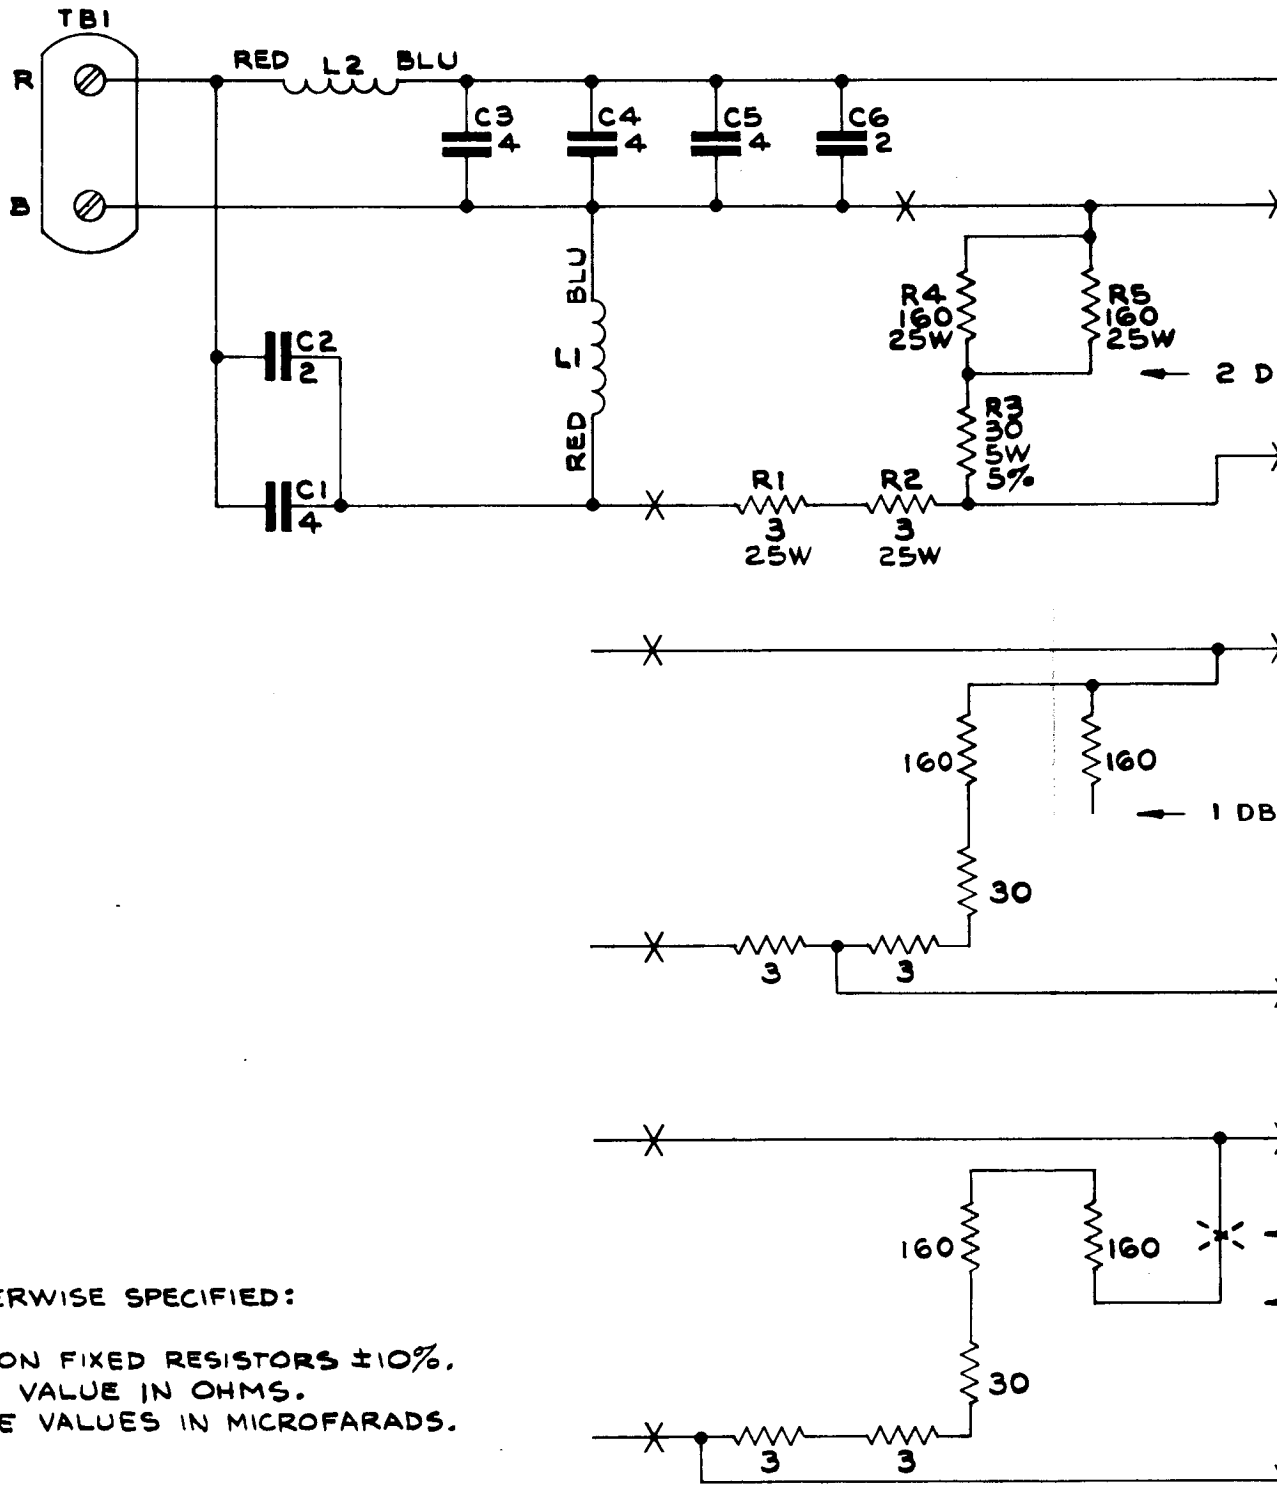 TB1
RED L2 BLU
R
C3
4
C4
4
C5
4
C6
2
B
BLU
L1
RED
R4
160
25W
R5
160
25W
2 D
C2
2
R3
30
5W
5%
C1
4
R1
3
25W
R2
3
25W
160
160
1 DB
30
3
3
160
160
ERWISE SPECIFIED:
ON FIXED RESISTORS ±10%.
VALUE IN OHMS.
E VALUES IN MICROFARADS.
30
3
3